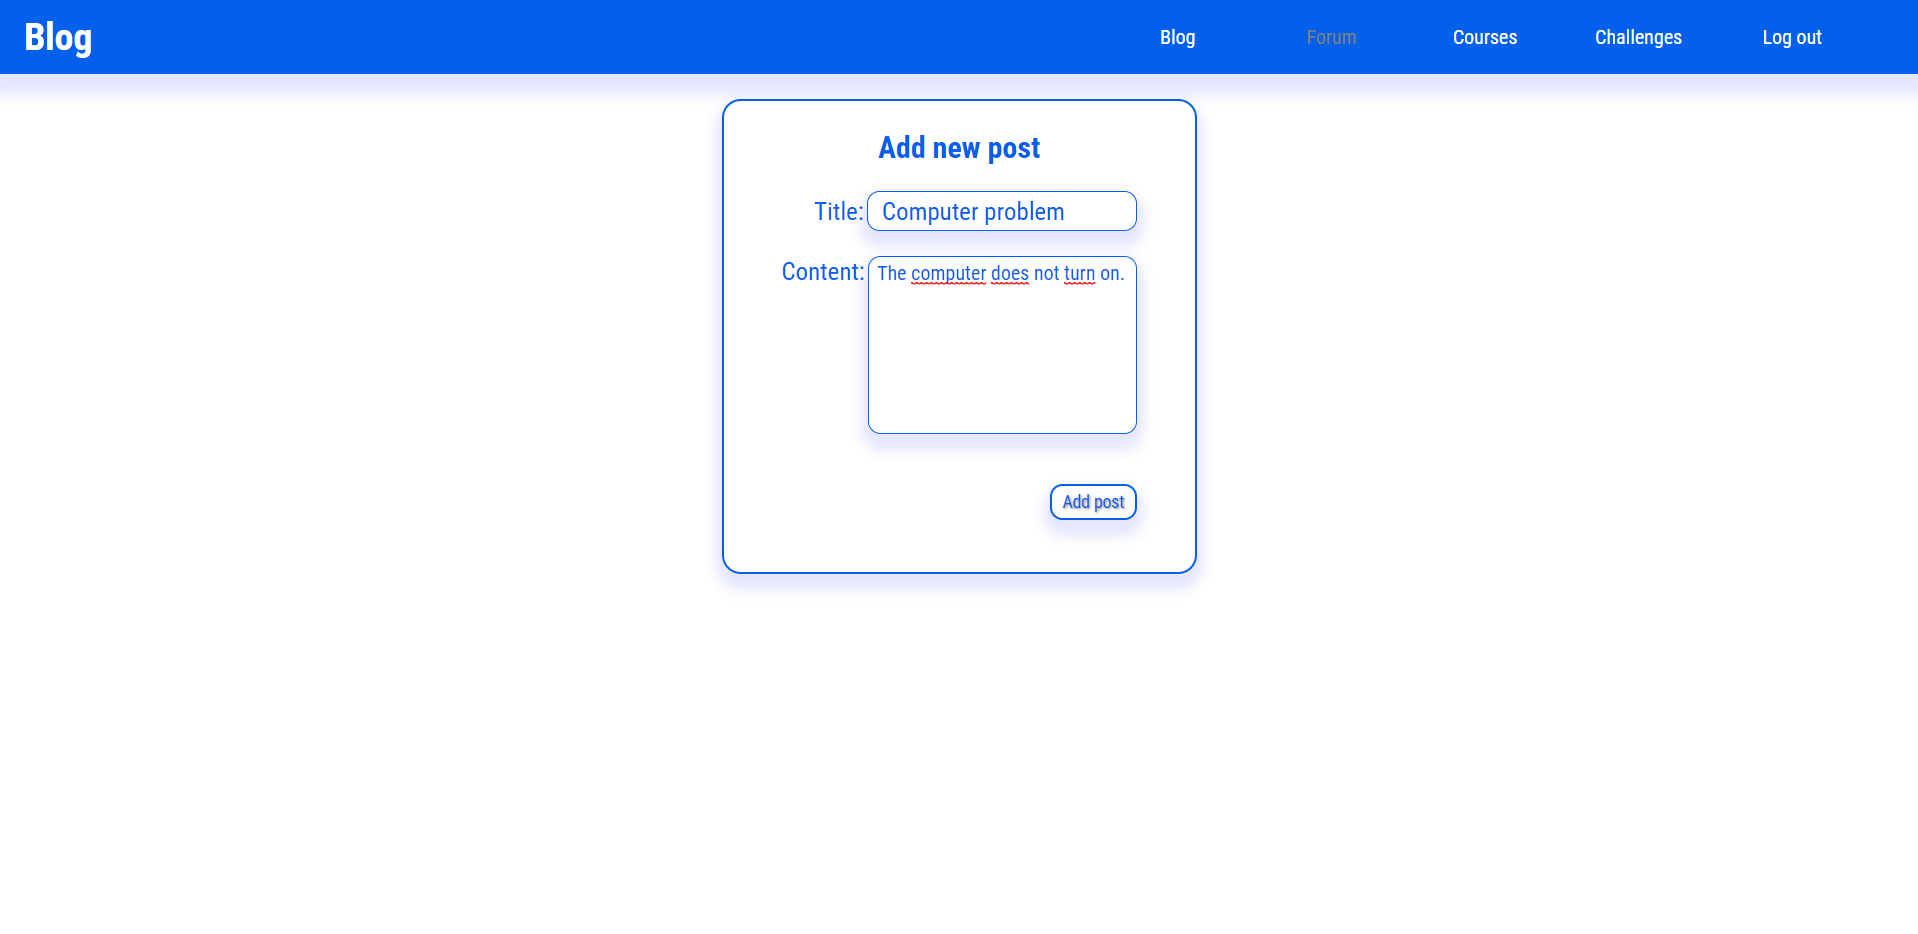 Blog
Blog Forum Courses Challenges Log out
Add new post
Title: Computer problem
Content: The computer does not turn on.
Add post